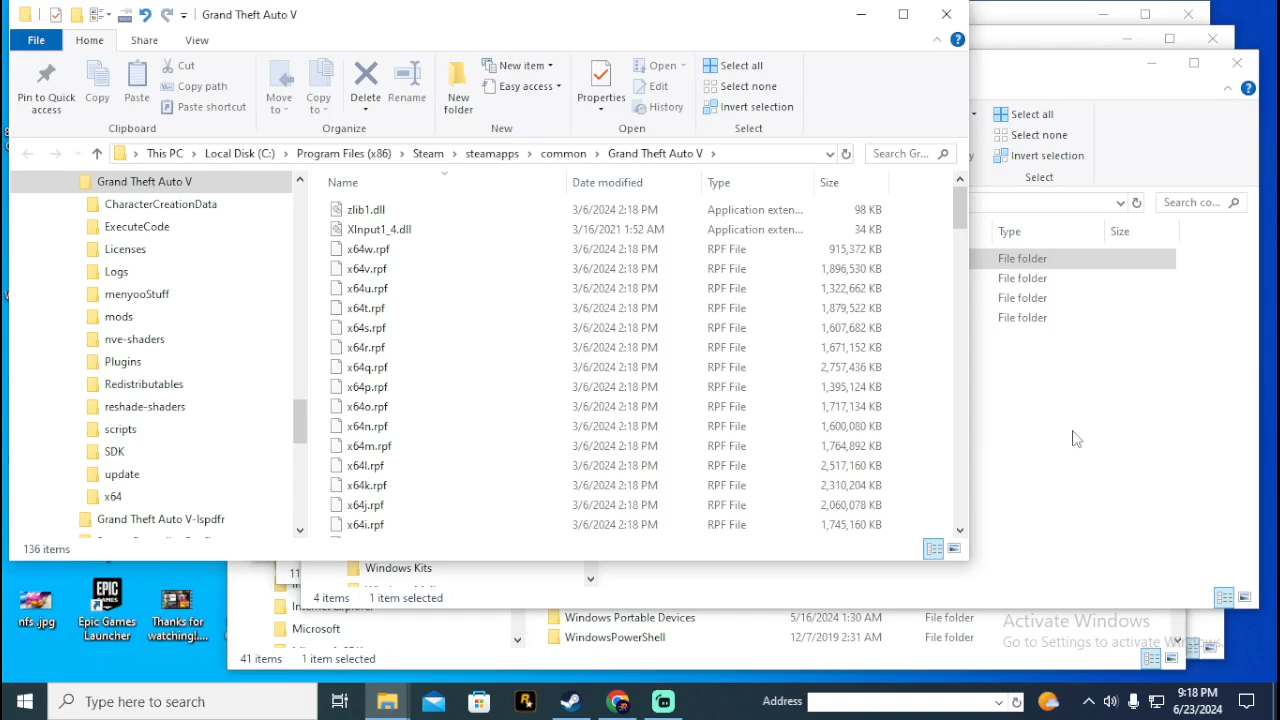 Grand Theft Auto V
File Home Share View
Pin to Quick access
Copy
Paste
Cut
Copy path
Paste shortcut
Clipboard
Move to
Copy to
Delete
Rename
Organize
New folder
New item
Easy access
New
Properties
Open
Edit
History
Open
Select all
Select none
Invert selection
Select
This PC > Local Disk (C:) > Program Files (x86) > Steam > steamapps > common > Grand Theft Auto V >
Search Gr...
Grand Theft Auto V
CharacterCreationData
ExecuteCode
Licenses
Logs
menyooStuff
mods
nve-shaders
Plugins
Redistributables
reshade-shaders
scripts
SDK
update
x64
Grand Theft Auto V-lspdfr
Name Date modified Type Size
zlib1.dll 3/6/2024 2:18 PM Application exten... 98 KB
XInput1_4.dll 3/16/2021 1:52 AM Application exten... 34 KB
x64w.rpf 3/6/2024 2:18 PM RPF File 915,372 KB
x64v.rpf 3/6/2024 2:18 PM RPF File 1,896,530 KB
x64u.rpf 3/6/2024 2:18 PM RPF File 1,322,662 KB
x64t.rpf 3/6/2024 2:18 PM RPF File 1,879,522 KB
x64s.rpf 3/6/2024 2:18 PM RPF File 1,607,682 KB
x64r.rpf 3/6/2024 2:18 PM RPF File 1,671,152 KB
x64q.rpf 3/6/2024 2:18 PM RPF File 2,757,436 KB
x64p.rpf 3/6/2024 2:18 PM RPF File 1,395,124 KB
x64o.rpf 3/6/2024 2:18 PM RPF File 1,717,134 KB
x64n.rpf 3/6/2024 2:18 PM RPF File 1,600,080 KB
x64m.rpf 3/6/2024 2:18 PM RPF File 1,764,892 KB
x64l.rpf 3/6/2024 2:18 PM RPF File 2,517,160 KB
x64k.rpf 3/6/2024 2:18 PM RPF File 2,310,204 KB
x64j.rpf 3/6/2024 2:18 PM RPF File 2,060,078 KB
x64i.rpf 3/6/2024 2:18 PM RPF File 1,745,160 KB
136 items
Select all
Select none
Invert selection
Select
Search co...
Type Size
File folder
File folder
File folder
File folder
Windows Kits
4 items 1 item selected
Microsoft
Windows Portable Devices 5/16/2024 1:30 AM File folder
WindowsPowerShell 12/7/2019 2:31 AM File folder
41 items 1 item selected
Activate Windows
Go to Settings to activate Windows.
nfs .jpg
Epic Games Launcher
Thanks for watching!....
Type here to search
Address
9:18 PM
6/23/2024